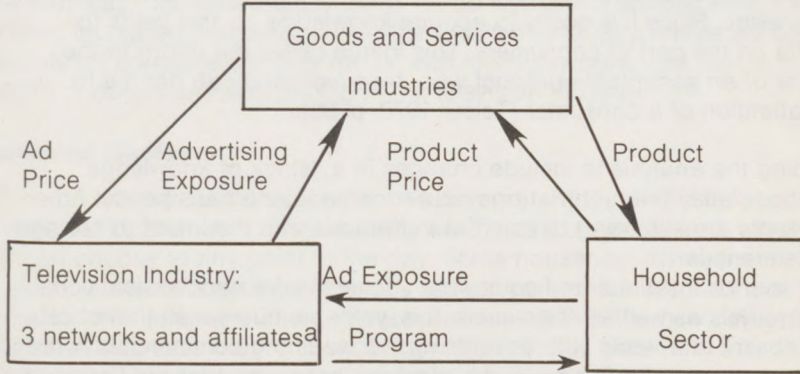 Goods and Services
Industries
Ad
Price
Advertising
Exposure
Product
Price
Product
Television Industry:
3 networks and affiliatesa
Ad Exposure
Program
Household
Sector